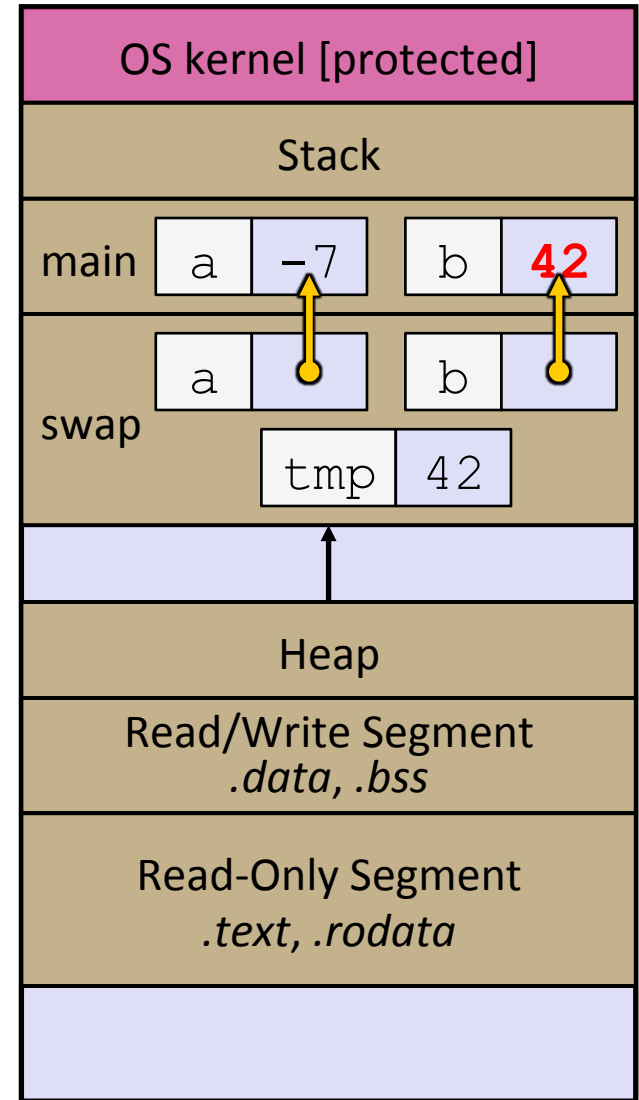 OS kernel [protected]
Stack
main a -7 b 42
a b
swap
tmp 42
Heap
Read/Write Segment
.data, .bss
Read-Only Segment
.text, .rodata